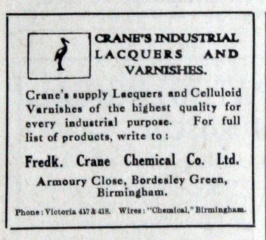 CRANE'S INDUSTRIAL
LACQUERS AND
VARNISHES.
Crane's supply Lacquers and Celluloid
Varnishes of the highest quality for
every industrial purpose. For full
list of products, write to :
Fredk. Crane Chemical Co. Ltd.
Armoury Close, Bordesley Green,
Birmingham.
Phone: Victoria 417 & 418. Wires: "Chemical," Birmingham.